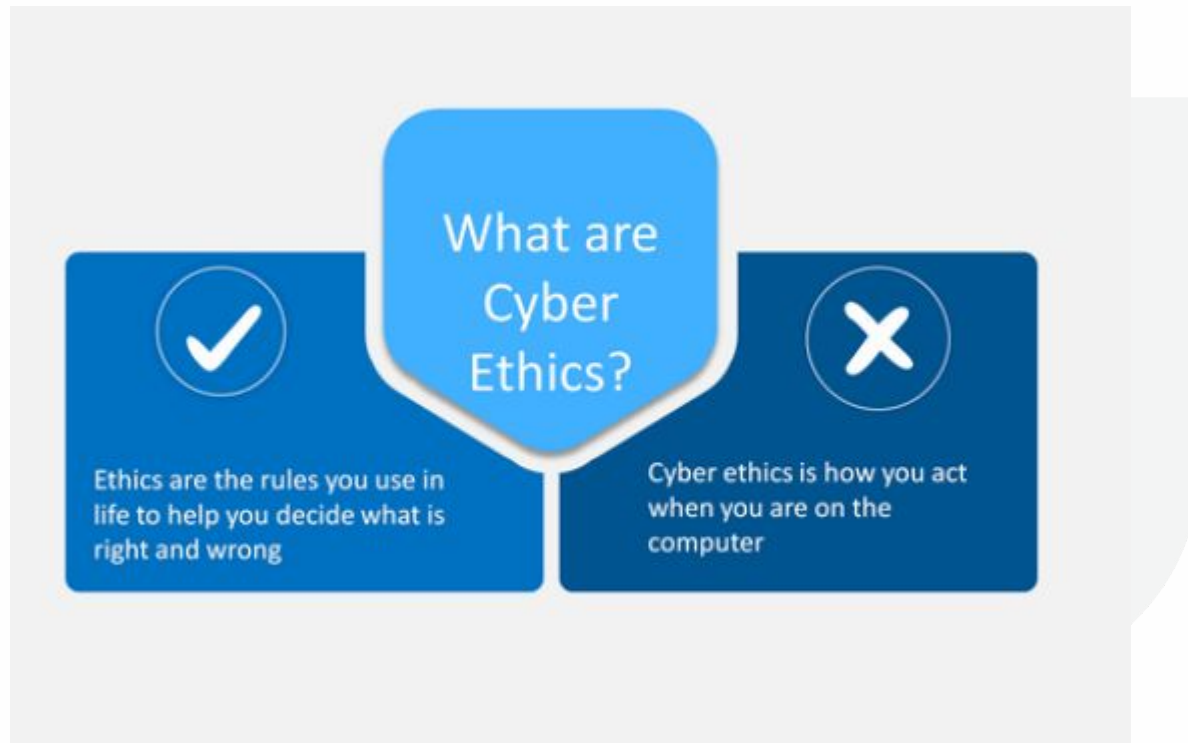 What are
Cyber
Ethics?
Ethics are the rules you use in
life to help you decide what is
right and wrong
Cyber ethics is how you act
when you are on the
computer